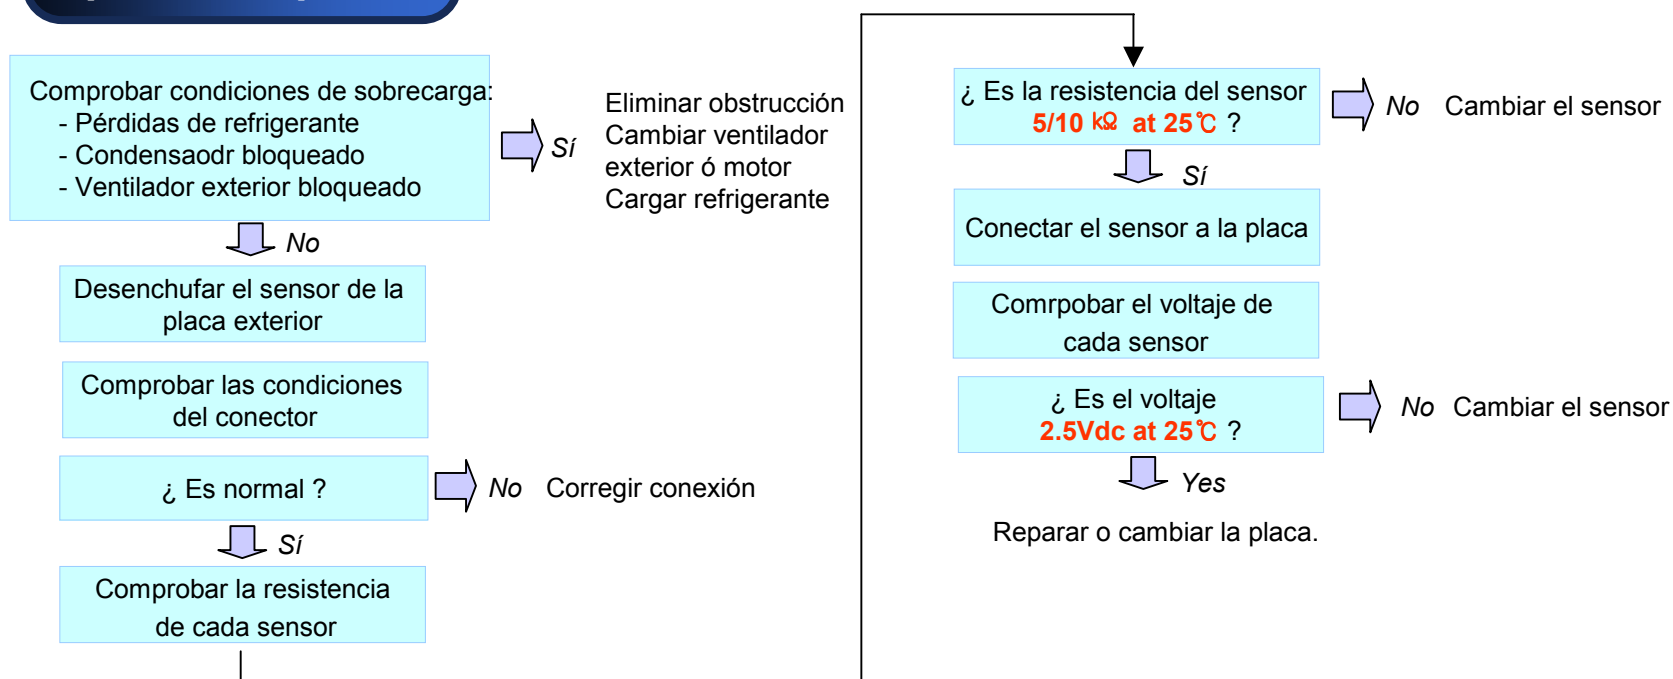 Comprobar condiciones de sobrecarga:
- Pérdidas de refrigerante
- Condensaodr bloqueado
- Ventilador exterior bloqueado
Sí
Eliminar obstrucción
Cambiar ventilador
exterior ó motor
Cargar refrigerante
No
Desenchufar el sensor de la
placa exterior
Comprobar las condiciones
del conector
¿ Es normal ?
No Corregir conexión
Sí
Comprobar la resistencia
de cada sensor
¿ Es la resistencia del sensor
5/10 kΩ at 25℃ ?
No Cambiar el sensor
Sí
Conectar el sensor a la placa
Comrpobar el voltaje de
cada sensor
¿ Es el voltaje
2.5Vdc at 25℃ ?
No Cambiar el sensor
Yes
Reparar o cambiar la placa.